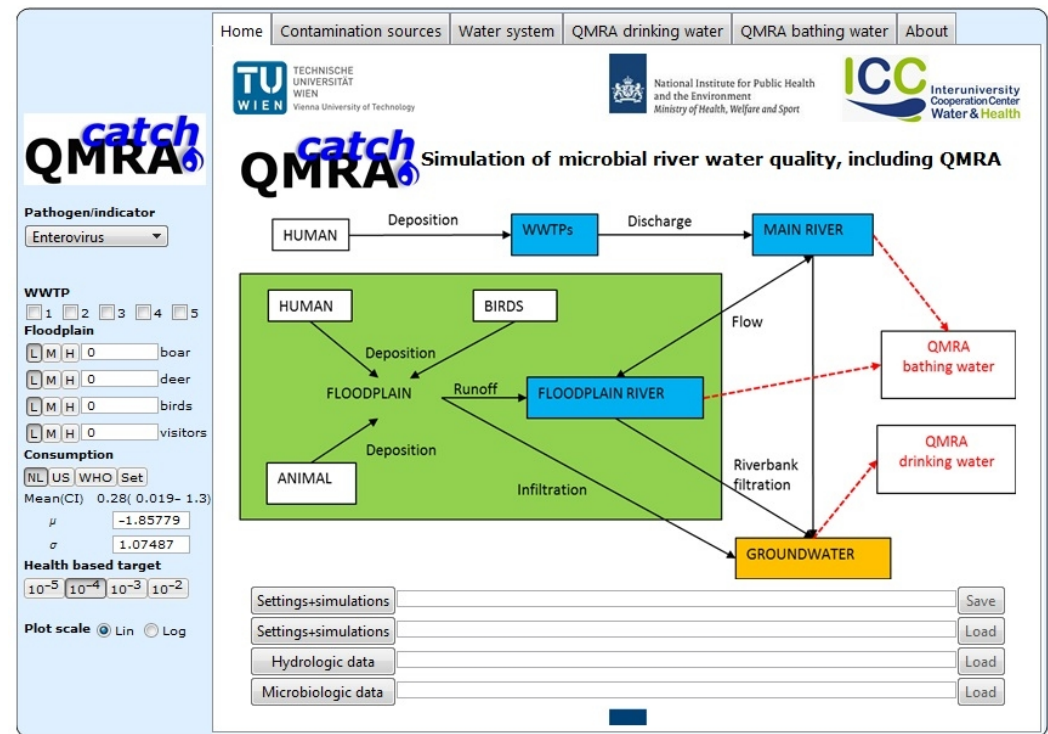 Home Contamination sources Water system QMRA drinking water QMRA bathing water About
TU WIEN
TECHNISCHE
UNIVERSITÄT
WIEN
Vienna University of Technology
National Institute for Public Health
and the Environment
Ministry of Health, Welfare and Sport
ICC
Interuniversity
Cooperation Center
Water & Health
catch
QMRA
catch
QMRA
Simulation of microbial river water quality, including QMRA
Pathogen/indicator
Enterovirus
WWTP
1 2 3 4 5
Floodplain
L M H 0 boar
L M H 0 deer
L M H 0 birds
L M H 0 visitors
Consumption
NL US WHO Set
Mean(CI) 0.28( 0.019– 1.3)
μ -1.85779
σ 1.07487
Health based target
10⁻⁵ 10⁻⁴ 10⁻³ 10⁻²
Plot scale Lin Log
HUMAN
Deposition
WWTPs
Discharge
MAIN RIVER
HUMAN
BIRDS
Flow
Deposition
QMRA
bathing water
FLOODPLAIN
Runoff
FLOODPLAIN RIVER
Deposition
QMRA
drinking water
ANIMAL
Infiltration
Riverbank
filtration
GROUNDWATER
Settings+simulations Save
Settings+simulations Load
Hydrologic data Load
Microbiologic data Load